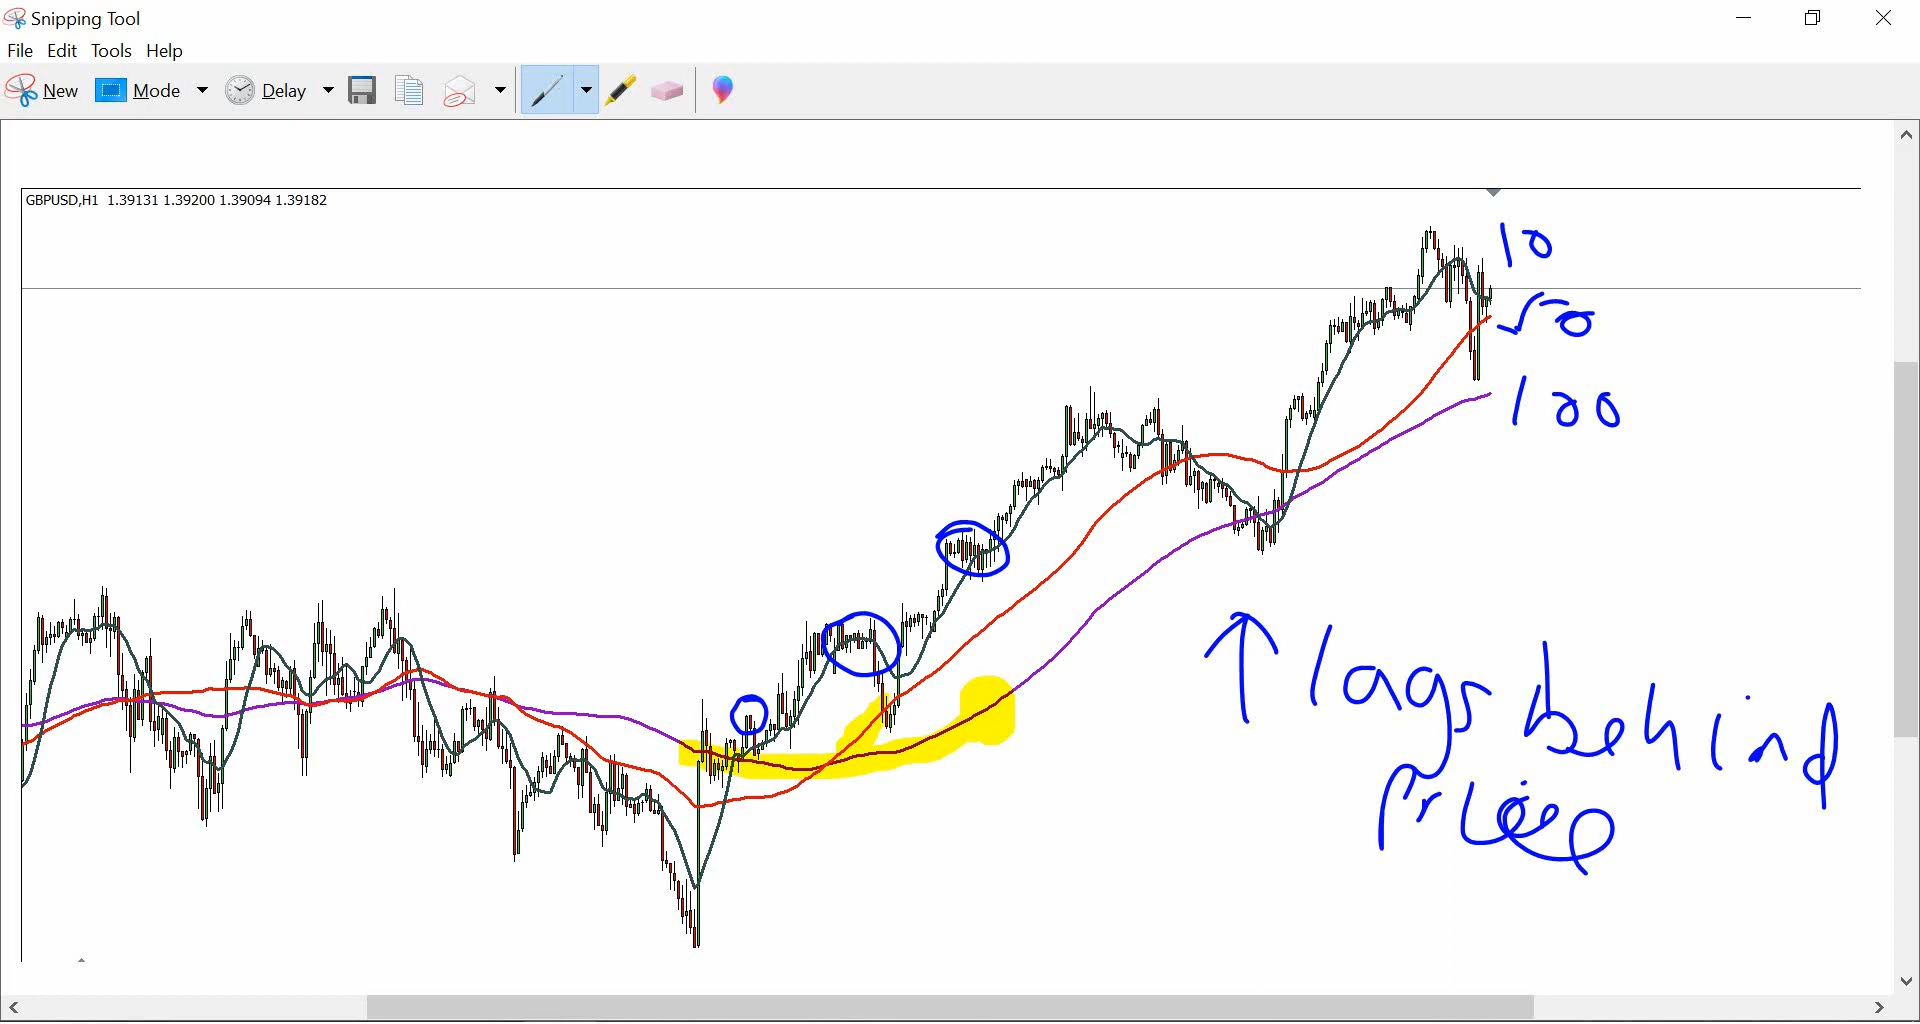 Snipping Tool
File Edit Tools Help
New Mode Delay
GBPUSD,H1 1.39131 1.39200 1.39094 1.39182
10
50
100
lags behind
price